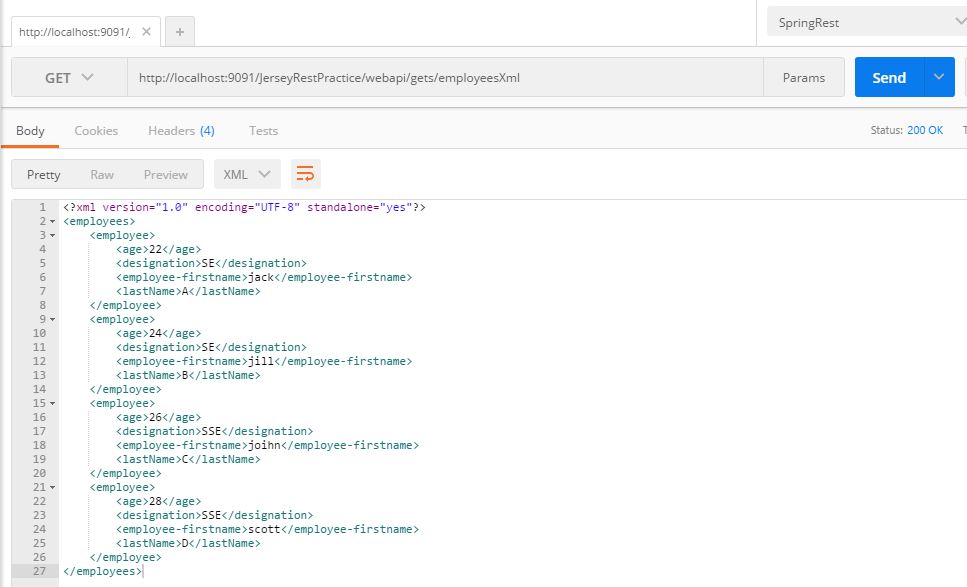 http://localhost:9091/
SpringRest
GET
http://localhost:9091/JerseyRestPractice/webapi/gets/employeesXml
Params
Send
Body
Cookies
Headers (4)
Tests
Status: 200 OK
T
Pretty
Raw
Preview
XML
1 <?xml version="1.0" encoding="UTF-8" standalone="yes"?>
2 <employees>
3 <employee>
4 <age>22</age>
5 <designation>SE</designation>
6 <employee-firstname>jack</employee-firstname>
7 <lastName>A</lastName>
8 </employee>
9 <employee>
10 <age>24</age>
11 <designation>SE</designation>
12 <employee-firstname>jill</employee-firstname>
13 <lastName>B</lastName>
14 </employee>
15 <employee>
16 <age>26</age>
17 <designation>SSE</designation>
18 <employee-firstname>joihn</employee-firstname>
19 <lastName>C</lastName>
20 </employee>
21 <employee>
22 <age>28</age>
23 <designation>SSE</designation>
24 <employee-firstname>scott</employee-firstname>
25 <lastName>D</lastName>
26 </employee>
27 </employees>